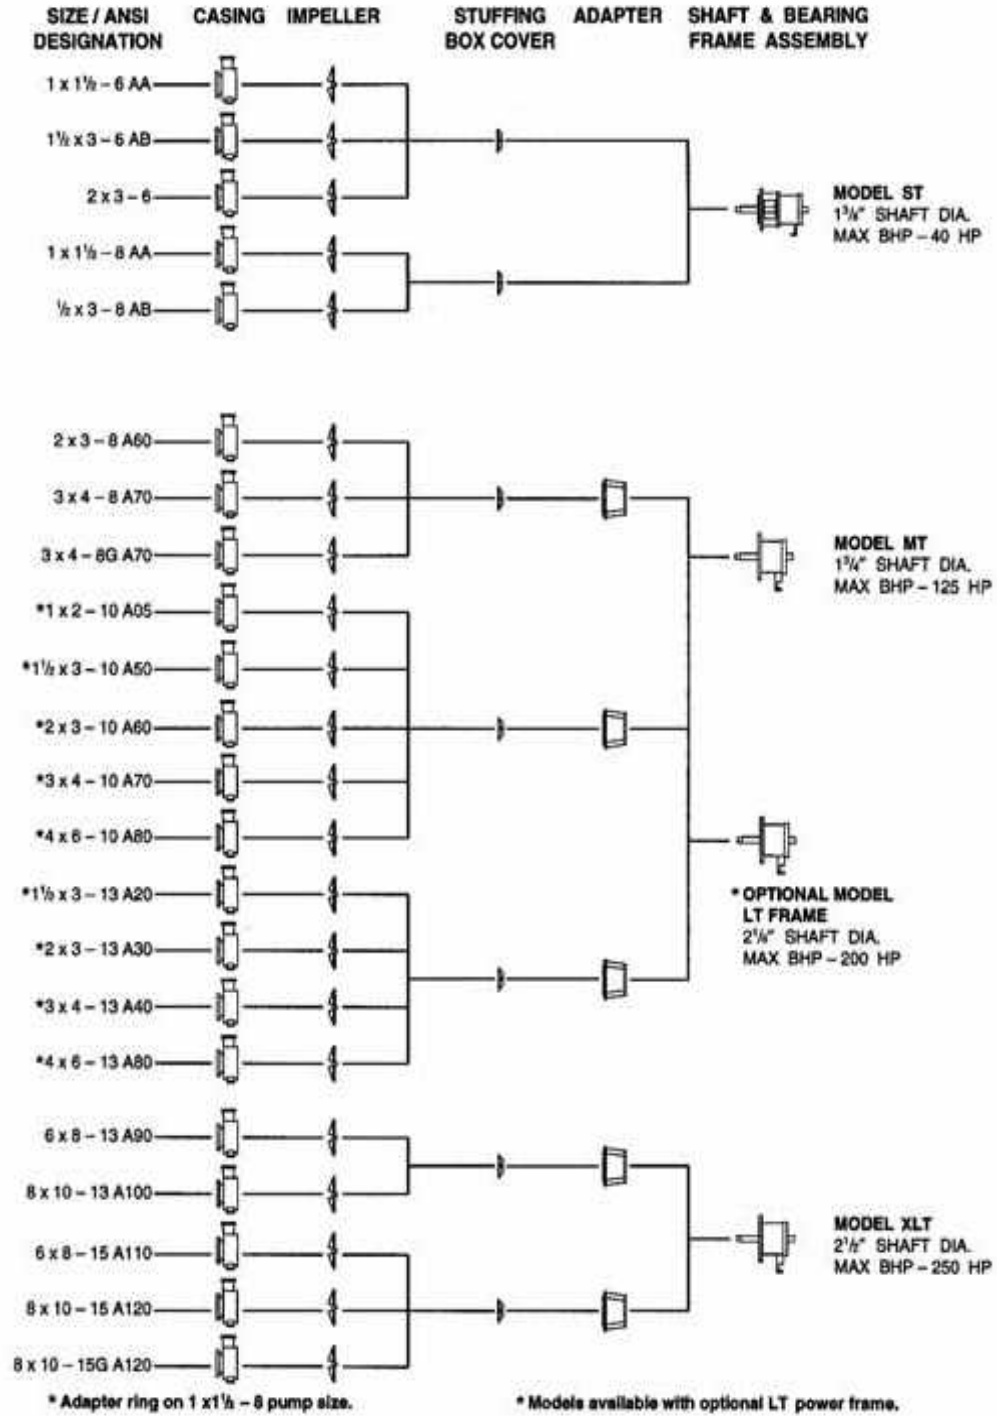 SIZE / ANSI DESIGNATION CASING IMPELLER STUFFING BOX COVER ADAPTER SHAFT & BEARING FRAME ASSEMBLY
1 x 1½ – 6 AA
1½ x 3 – 6 AB
2 x 3 – 6
1 x 1½ – 8 AA
½ x 3 – 8 AB
MODEL ST
1⅜" SHAFT DIA.
MAX BHP – 40 HP
2 x 3 – 8 A60
3 x 4 – 8 A70
3 x 4 – 8G A70
*1 x 2 – 10 A05
*1½ x 3 – 10 A50
*2 x 3 – 10 A60
*3 x 4 – 10 A70
*4 x 6 – 10 A80
*1½ x 3 – 13 A20
*2 x 3 – 13 A30
*3 x 4 – 13 A40
*4 x 6 – 13 A80
MODEL MT
1¾" SHAFT DIA.
MAX BHP – 125 HP
* OPTIONAL MODEL
LT FRAME
SHAFT DIA.
MAX BHP – 200 HP
6 x 8 – 13 A90
8 x 10 – 13 A100
6 x 8 – 15 A110
8 x 10 – 15 A120
8 x 10 – 15G A120
MODEL XLT
2½" SHAFT DIA.
MAX BHP – 250 HP
* Adapter ring on 1 x1½ – 8 pump size.
* Models available with optional LT power frame.